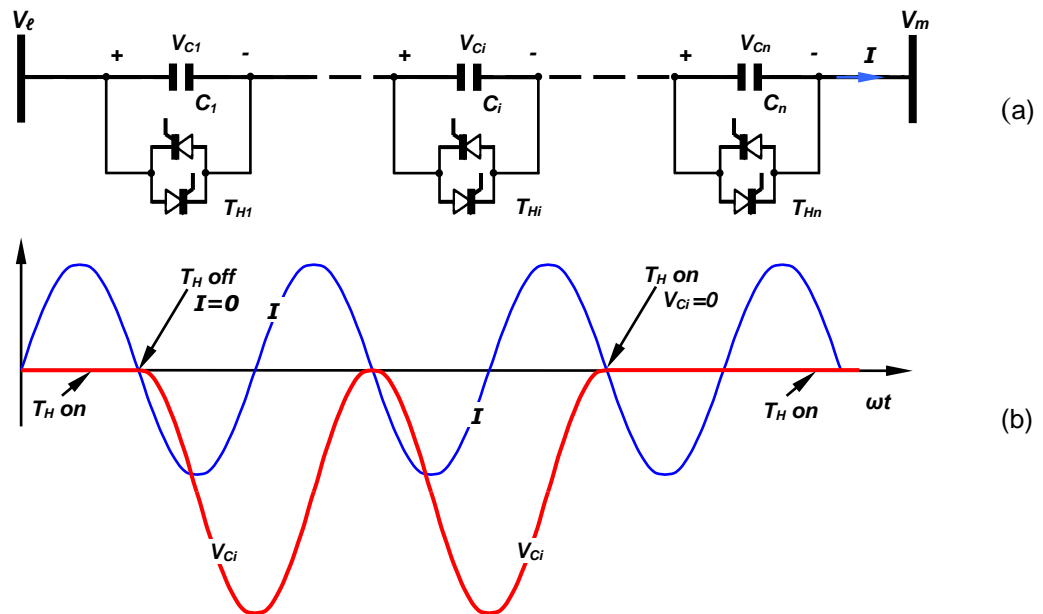 Vℓ
Vm
+ VC1 -
+ VCi -
+ VCn -
I
C1
Ci
Cn
(a)
TH1
THi
THn
TH off
I=0
I
TH on
VCi=0
TH on
TH on
ωt
I
(b)
VCi
VCi